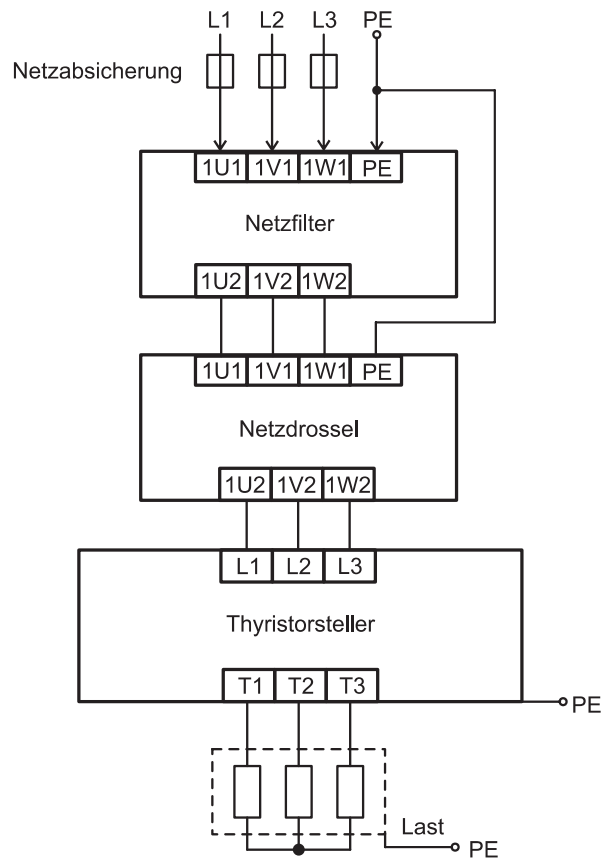 L1 L2 L3 PE
Netzabsicherung
1U1 1V1 1W1 PE
Netzfilter
1U2 1V2 1W2
1U1 1V1 1W1 PE
Netzdrossel
1U2 1V2 1W2
L1 L2 L3
Thyristorsteller
T1 T2 T3
PE
Last
PE